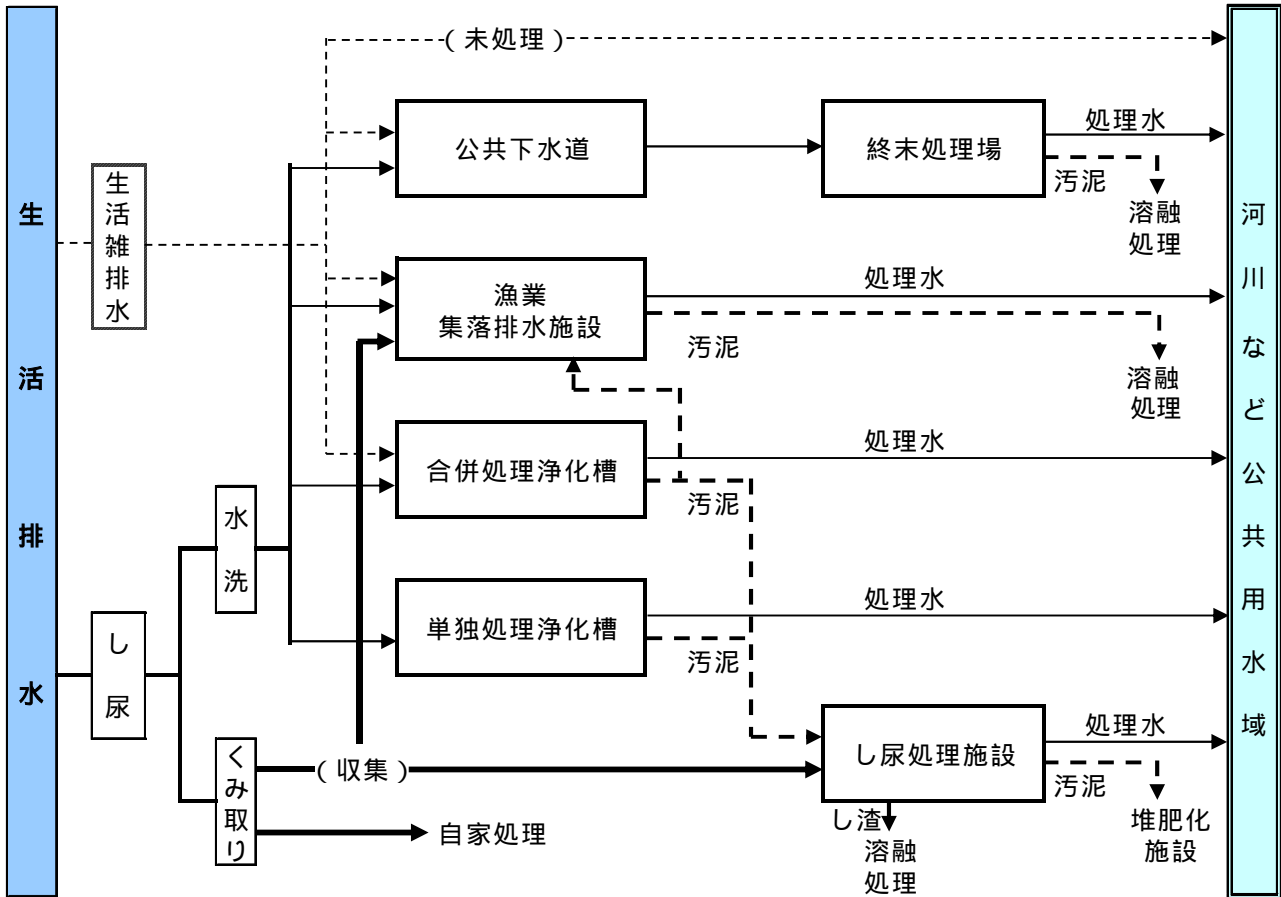 生活排水
生活雑排水
し尿
水洗
くみ取り
(未処理)
公共下水道
終末処理場
処理水
汚泥
溶融
処理
漁業
集落排水施設
処理水
汚泥
溶融
処理
合併処理浄化槽
処理水
汚泥
単独処理浄化槽
処理水
汚泥
(収集)
し尿処理施設
処理水
汚泥
堆肥化
施設
し渣
溶融
処理
自家処理
河川など公共用水域